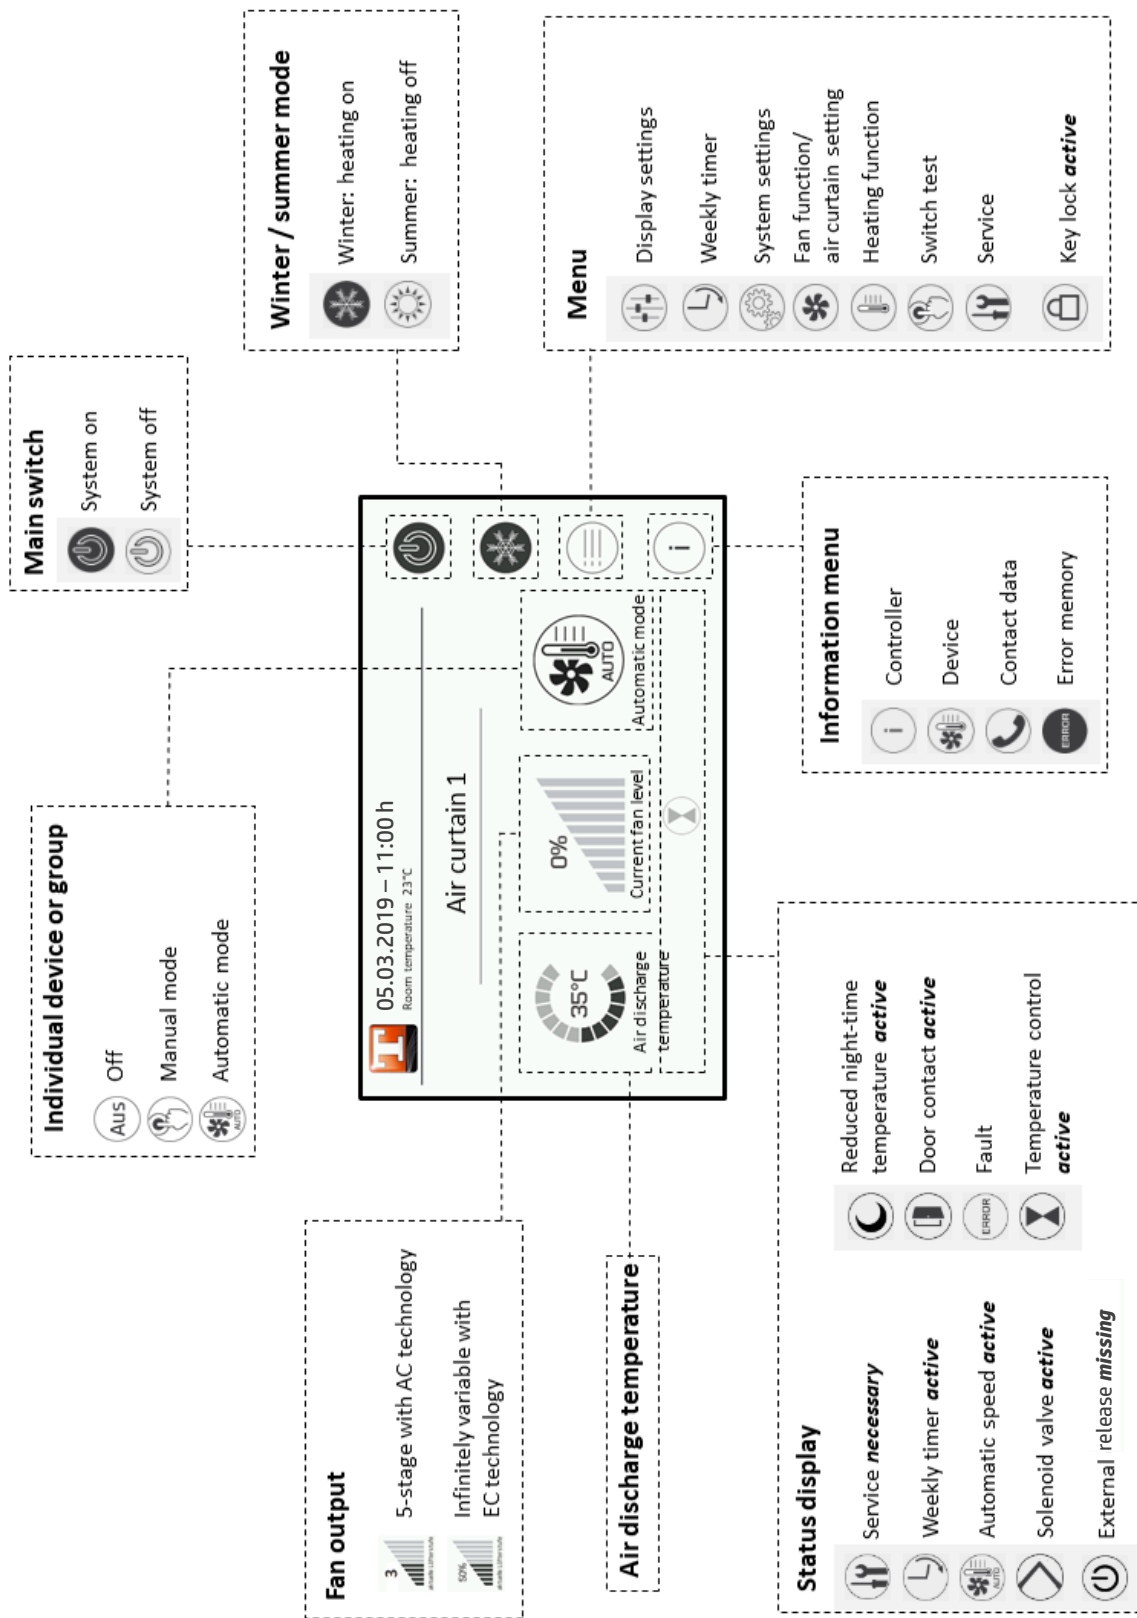 Main switch
System on
System off
Winter / summer mode
Winter: heating on
Summer: heating off
Menu
Display settings
Weekly timer
System settings
Fan function/
air curtain setting
Heating function
Switch test
Service
Key lock active
Individual device or group
Aus
Off
Manual mode
AUTO
Automatic mode
T
05.03.2019 – 11:00 h
Room temperature 23°C
Air curtain 1
35°C
Air discharge
temperature
0%
Current fan level
AUTO
Automatic mode
i
Information menu
i
Controller
Device
Contact data
ERROR
Error memory
Fan output
3
5-stage with AC technology
50%
Infinitely variable with
EC technology
Air discharge temperature
Status display
Service necessary
Weekly timer active
AUTO
Automatic speed active
Solenoid valve active
External release missing
Reduced night-time
temperature active
Door contact active
ERROR
Fault
Temperature control
active